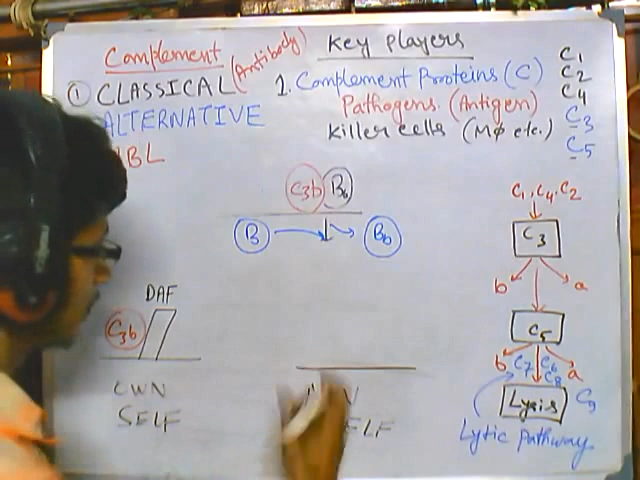 Complement
(Antibody)
① CLASSICAL
ALTERNATIVE
MBL
Key Players
1. Complement Proteins (C)
Pathogens (Antigen)
Killer cells (MΦ etc.)
C1
C2
C4
C3
C5
C3b Bb
B Bb
DAF
C3b
OWN
SELF
C1, C4, C2
C3
b a
C5
b C7 C6 a
C8
Lysis C9
Lytic Pathway